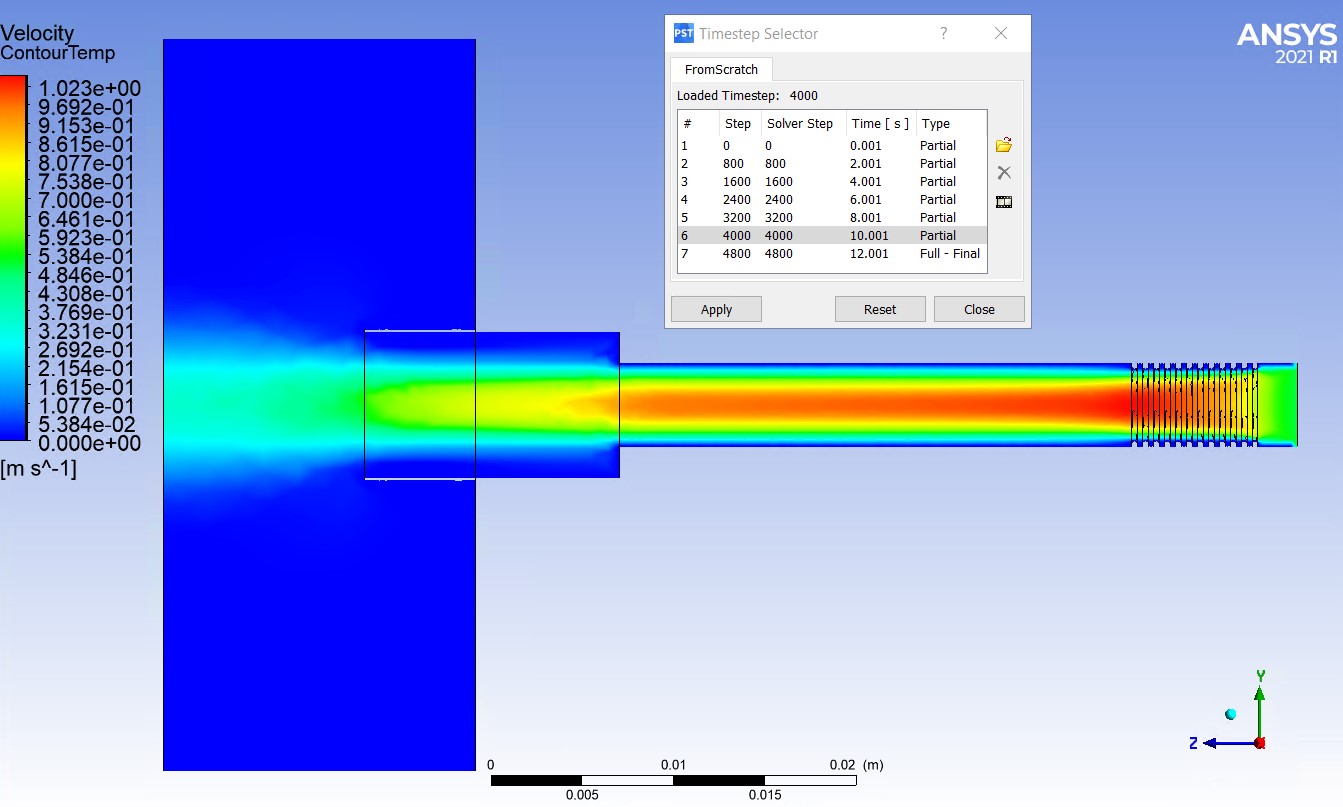 Velocity
ContourTemp
1.023e+00
9.692e-01
9.153e-01
8.615e-01
8.077e-01
7.538e-01
7.000e-01
6.461e-01
5.923e-01
5.384e-01
4.846e-01
4.308e-01
3.769e-01
3.231e-01
2.692e-01
2.154e-01
1.615e-01
1.077e-01
5.384e-02
0.000e+00
[m s^-1]
PST Timestep Selector ?
FromScratch
Loaded Timestep: 4000
# Step Solver Step Time [ s ] Type
1 0 0 0.001 Partial
2 800 800 2.001 Partial
3 1600 1600 4.001 Partial
4 2400 2400 6.001 Partial
5 3200 3200 8.001 Partial
6 4000 4000 10.001 Partial
7 4800 4800 12.001 Full - Final
Apply Reset Close
ANSYS
2021 R1
Y
Z
0 0.01 0.02 (m)
0.005 0.015